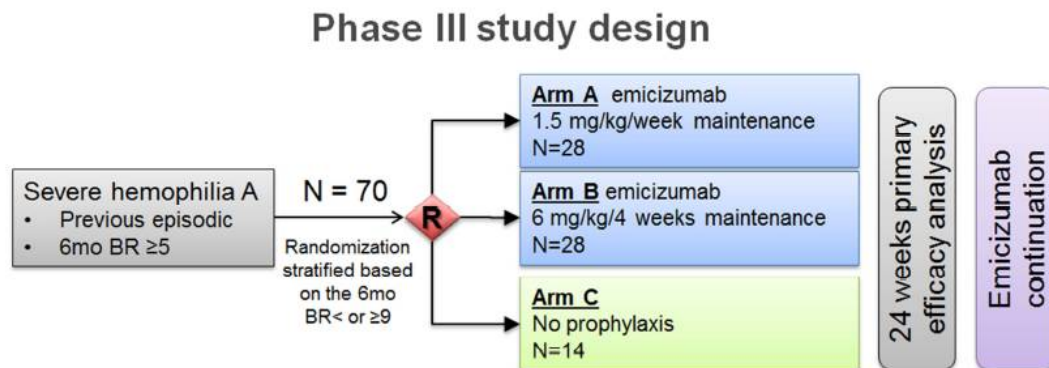 Phase III study design
Severe hemophilia A
• Previous episodic
• 6mo BR ≥5
N = 70
Randomization
stratified based
on the 6mo
BR< or ≥9
R
Arm A emicizumab
1.5 mg/kg/week maintenance
N=28
Arm B emicizumab
6 mg/kg/4 weeks maintenance
N=28
Arm C
No prophylaxis
N=14
24 weeks primary
efficacy analysis
Emicizumab
continuation